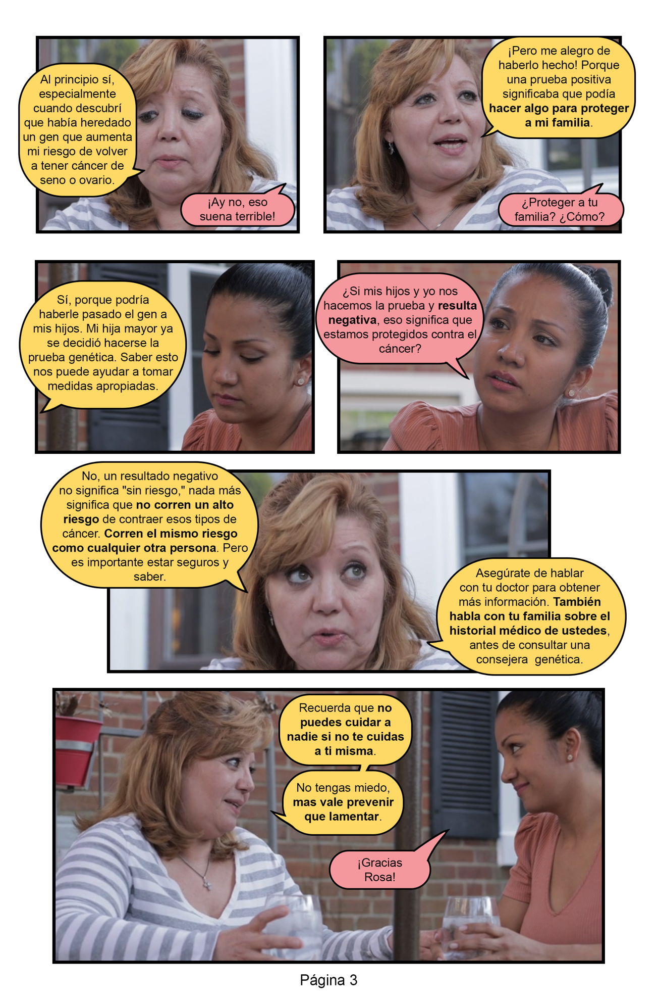 Al principio sí,
especialmente
cuando descubrí
que había heredado
un gen que aumenta
mi riesgo de volver
a tener cáncer de
seno o ovario.
¡Ay no, eso
suena terrible!
¡Pero me alegro de
haberlo hecho! Porque
una prueba positiva
significaba que podía
hacer algo para proteger
a mi familia.
¿Proteger a tu
familia? ¿Cómo?
Sí, porque podría
haberle pasado el gen a
mis hijos. Mi hija mayor ya
se decidió hacerse la
prueba genética. Saber esto
nos puede ayudar a tomar
medidas apropiadas.
¿Si mis hijos y yo nos
hacemos la prueba y resulta
negativa, eso significa que
estamos protegidos contra el
cáncer?
No, un resultado negativo
no significa "sin riesgo," nada más
significa que no corren un alto
riesgo de contraer esos tipos de
cáncer. Corren el mismo riesgo
como cualquier otra persona. Pero
es importante estar seguros y
saber.
Asegúrate de hablar
con tu doctor para obtener
más información. También
habla con tu familia sobre el
historial médico de ustedes,
antes de consultar una
consejera genética.
Recuerda que no
puedes cuidar a
nadie si no te cuidas
a ti misma.
No tengas miedo,
mas vale prevenir
que lamentar.
¡Gracias
Rosa!
Página 3